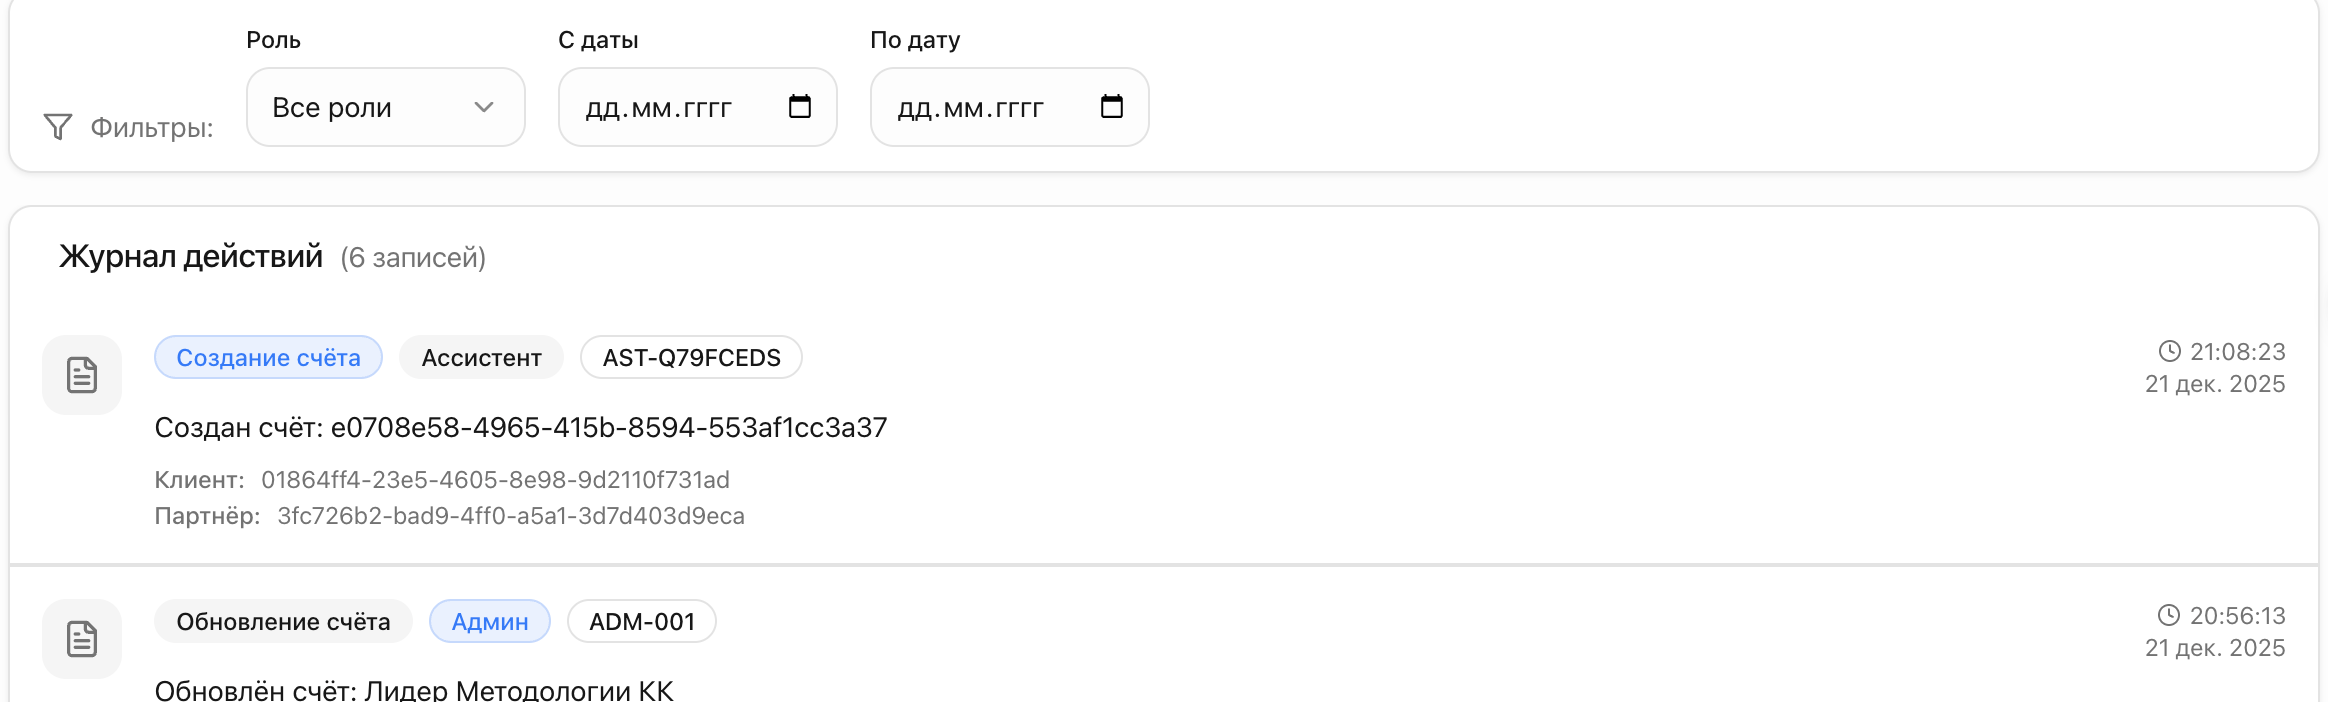 Роль
С даты
По дату
Фильтры:
Все роли
дд.мм.гггг
дд.мм.гггг
Журнал действий (6 записей)
Создание счёта
Ассистент
AST-Q79FCEDS
21:08:23
21 дек. 2025
Создан счёт: e0708e58-4965-415b-8594-553af1cc3a37
Клиент: 01864ff4-23e5-4605-8e98-9d2110f731ad
Партнёр: 3fc726b2-bad9-4ff0-a5a1-3d7d403d9eca
Обновление счёта
Админ
ADM-001
20:56:13
21 дек. 2025
Обновлён счёт: Лидер Методологии КК